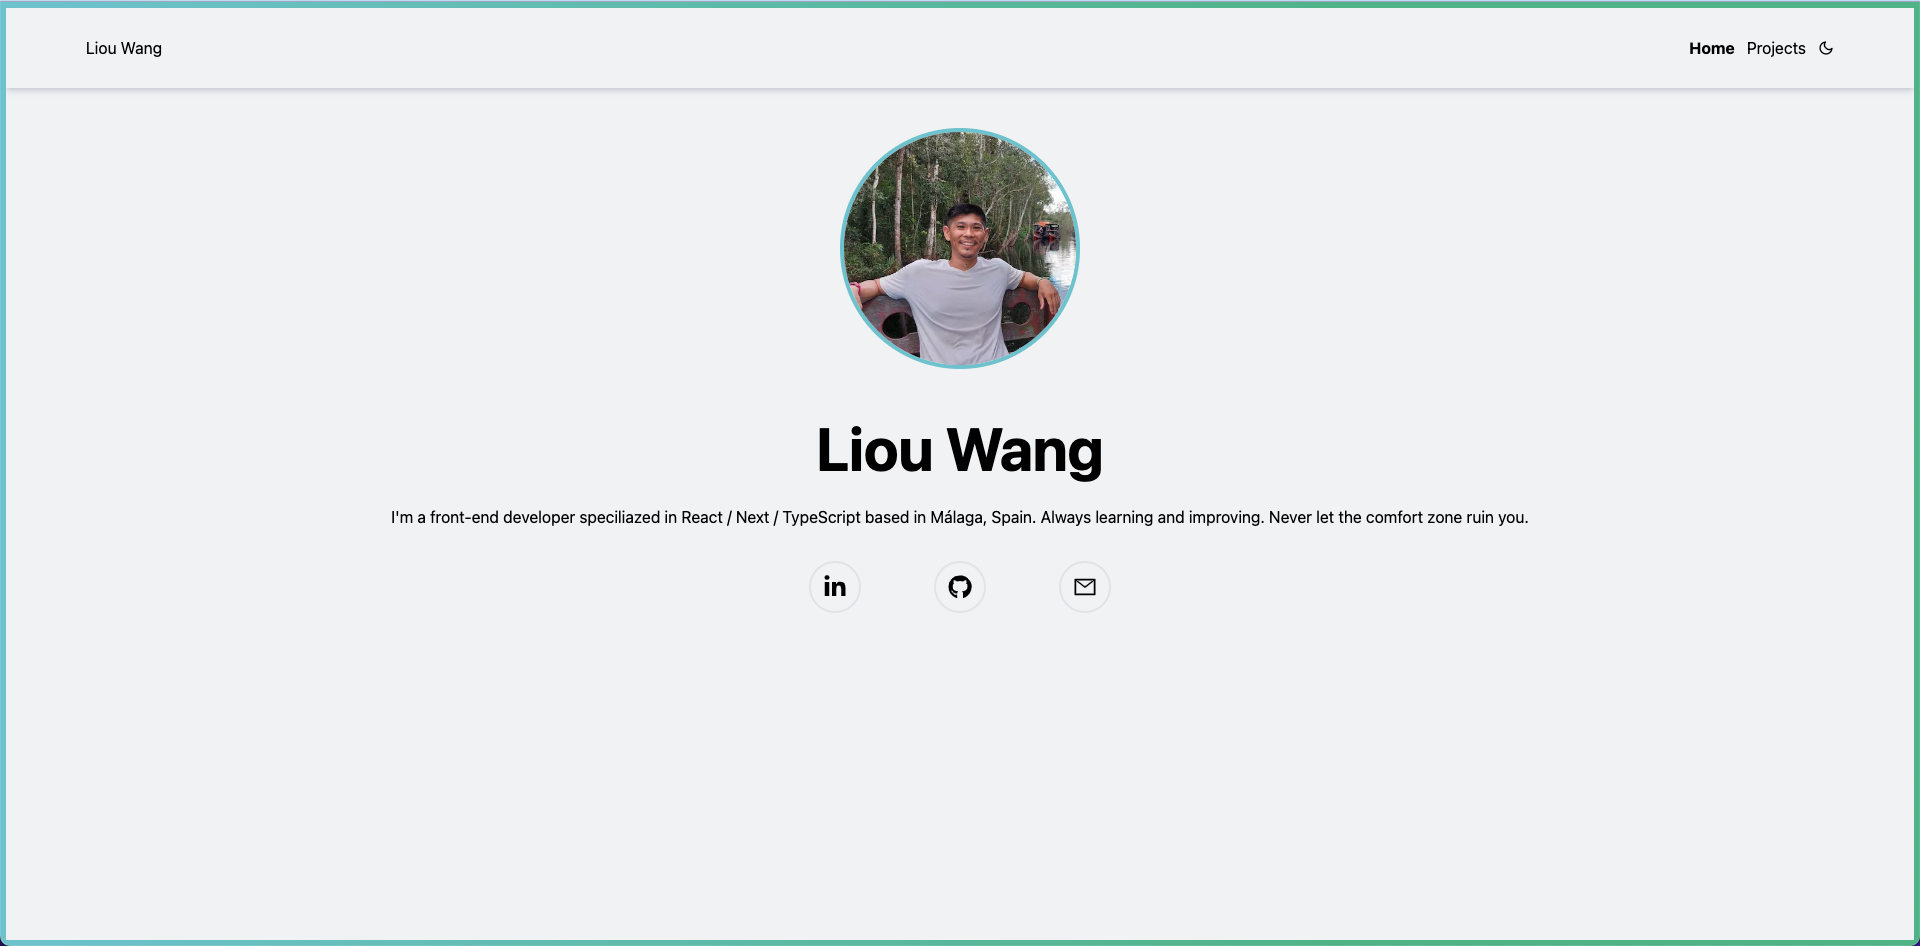 Liou Wang
Home Projects
Liou Wang
I'm a front-end developer speciliazed in React / Next / TypeScript based in Málaga, Spain. Always learning and improving. Never let the comfort zone ruin you.
in